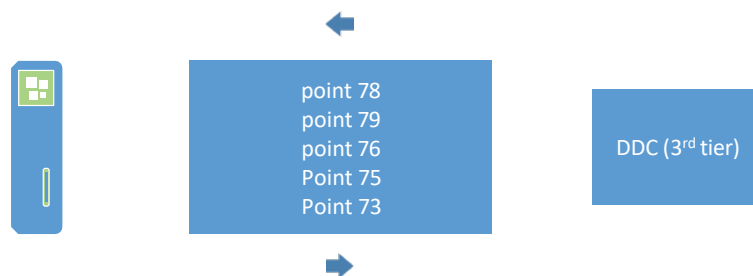 point 78
point 79
point 76
Point 75
Point 73
DDC (3rd tier)